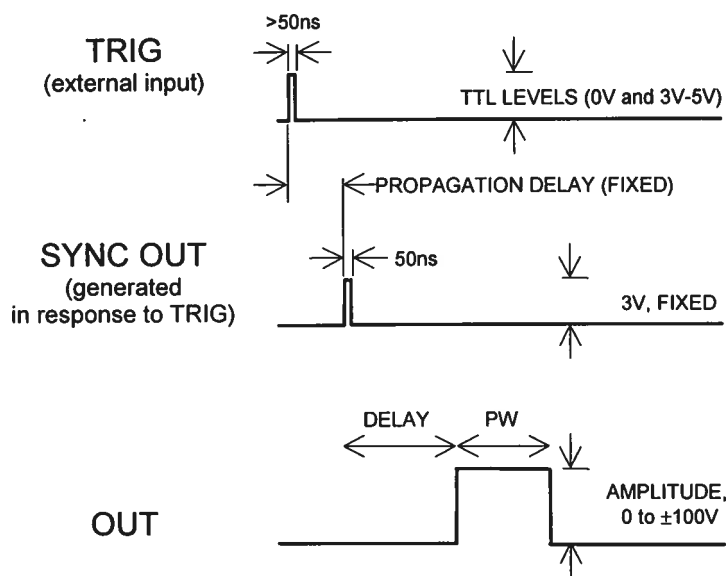 >50ns
TRIG
(external input)
TTL LEVELS (0V and 3V-5V)
PROPAGATION DELAY (FIXED)
SYNC OUT
(generated
in response to TRIG)
50ns
3V, FIXED
DELAY
PW
OUT
AMPLITUDE,
0 to ±100V